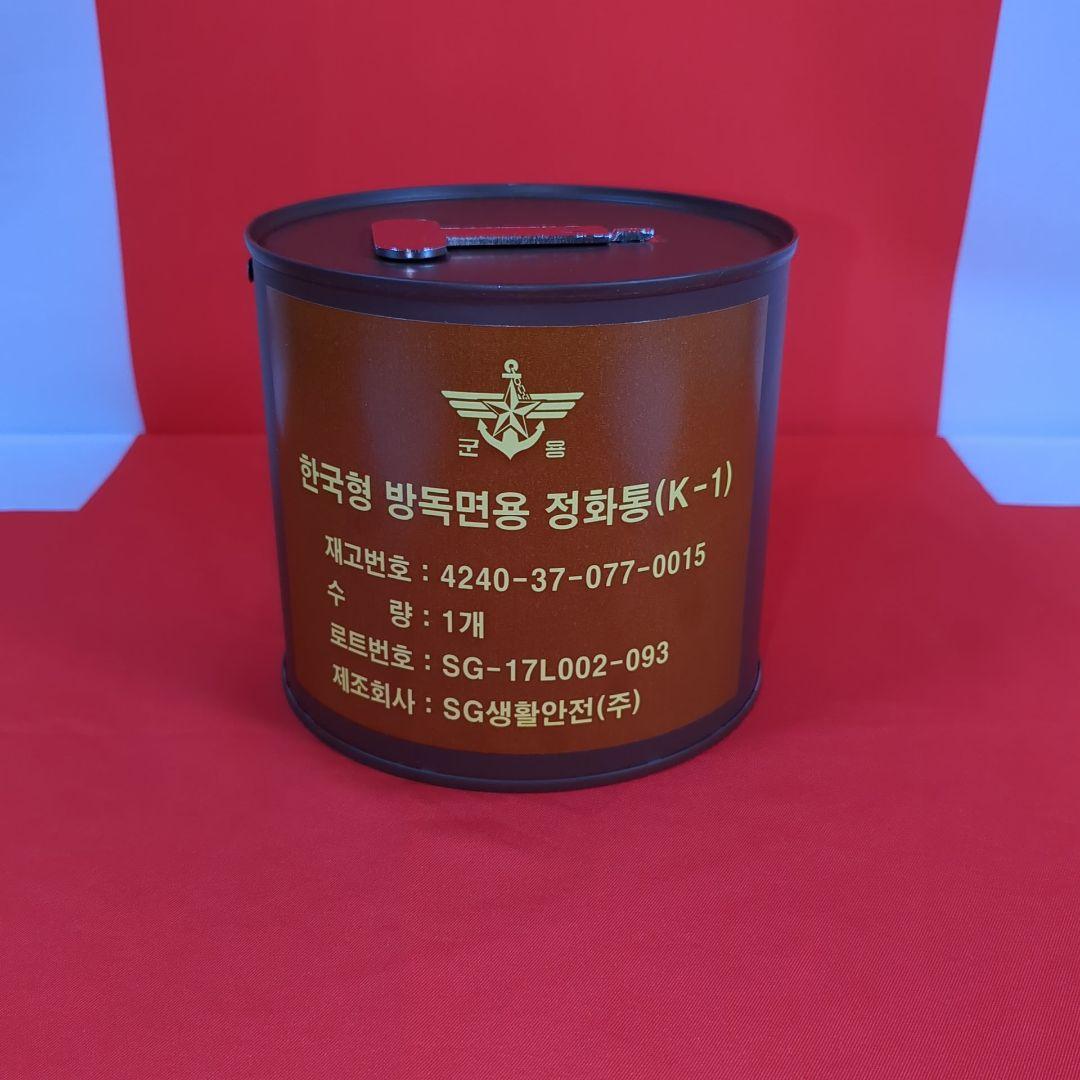 군 용
한국형 방독면용 정화통(K-1)
재고번호 : 4240-37-077-0015
수 량 : 1개
로트번호 : SG-17L002-093
제조회사 : SG생활안전(주)